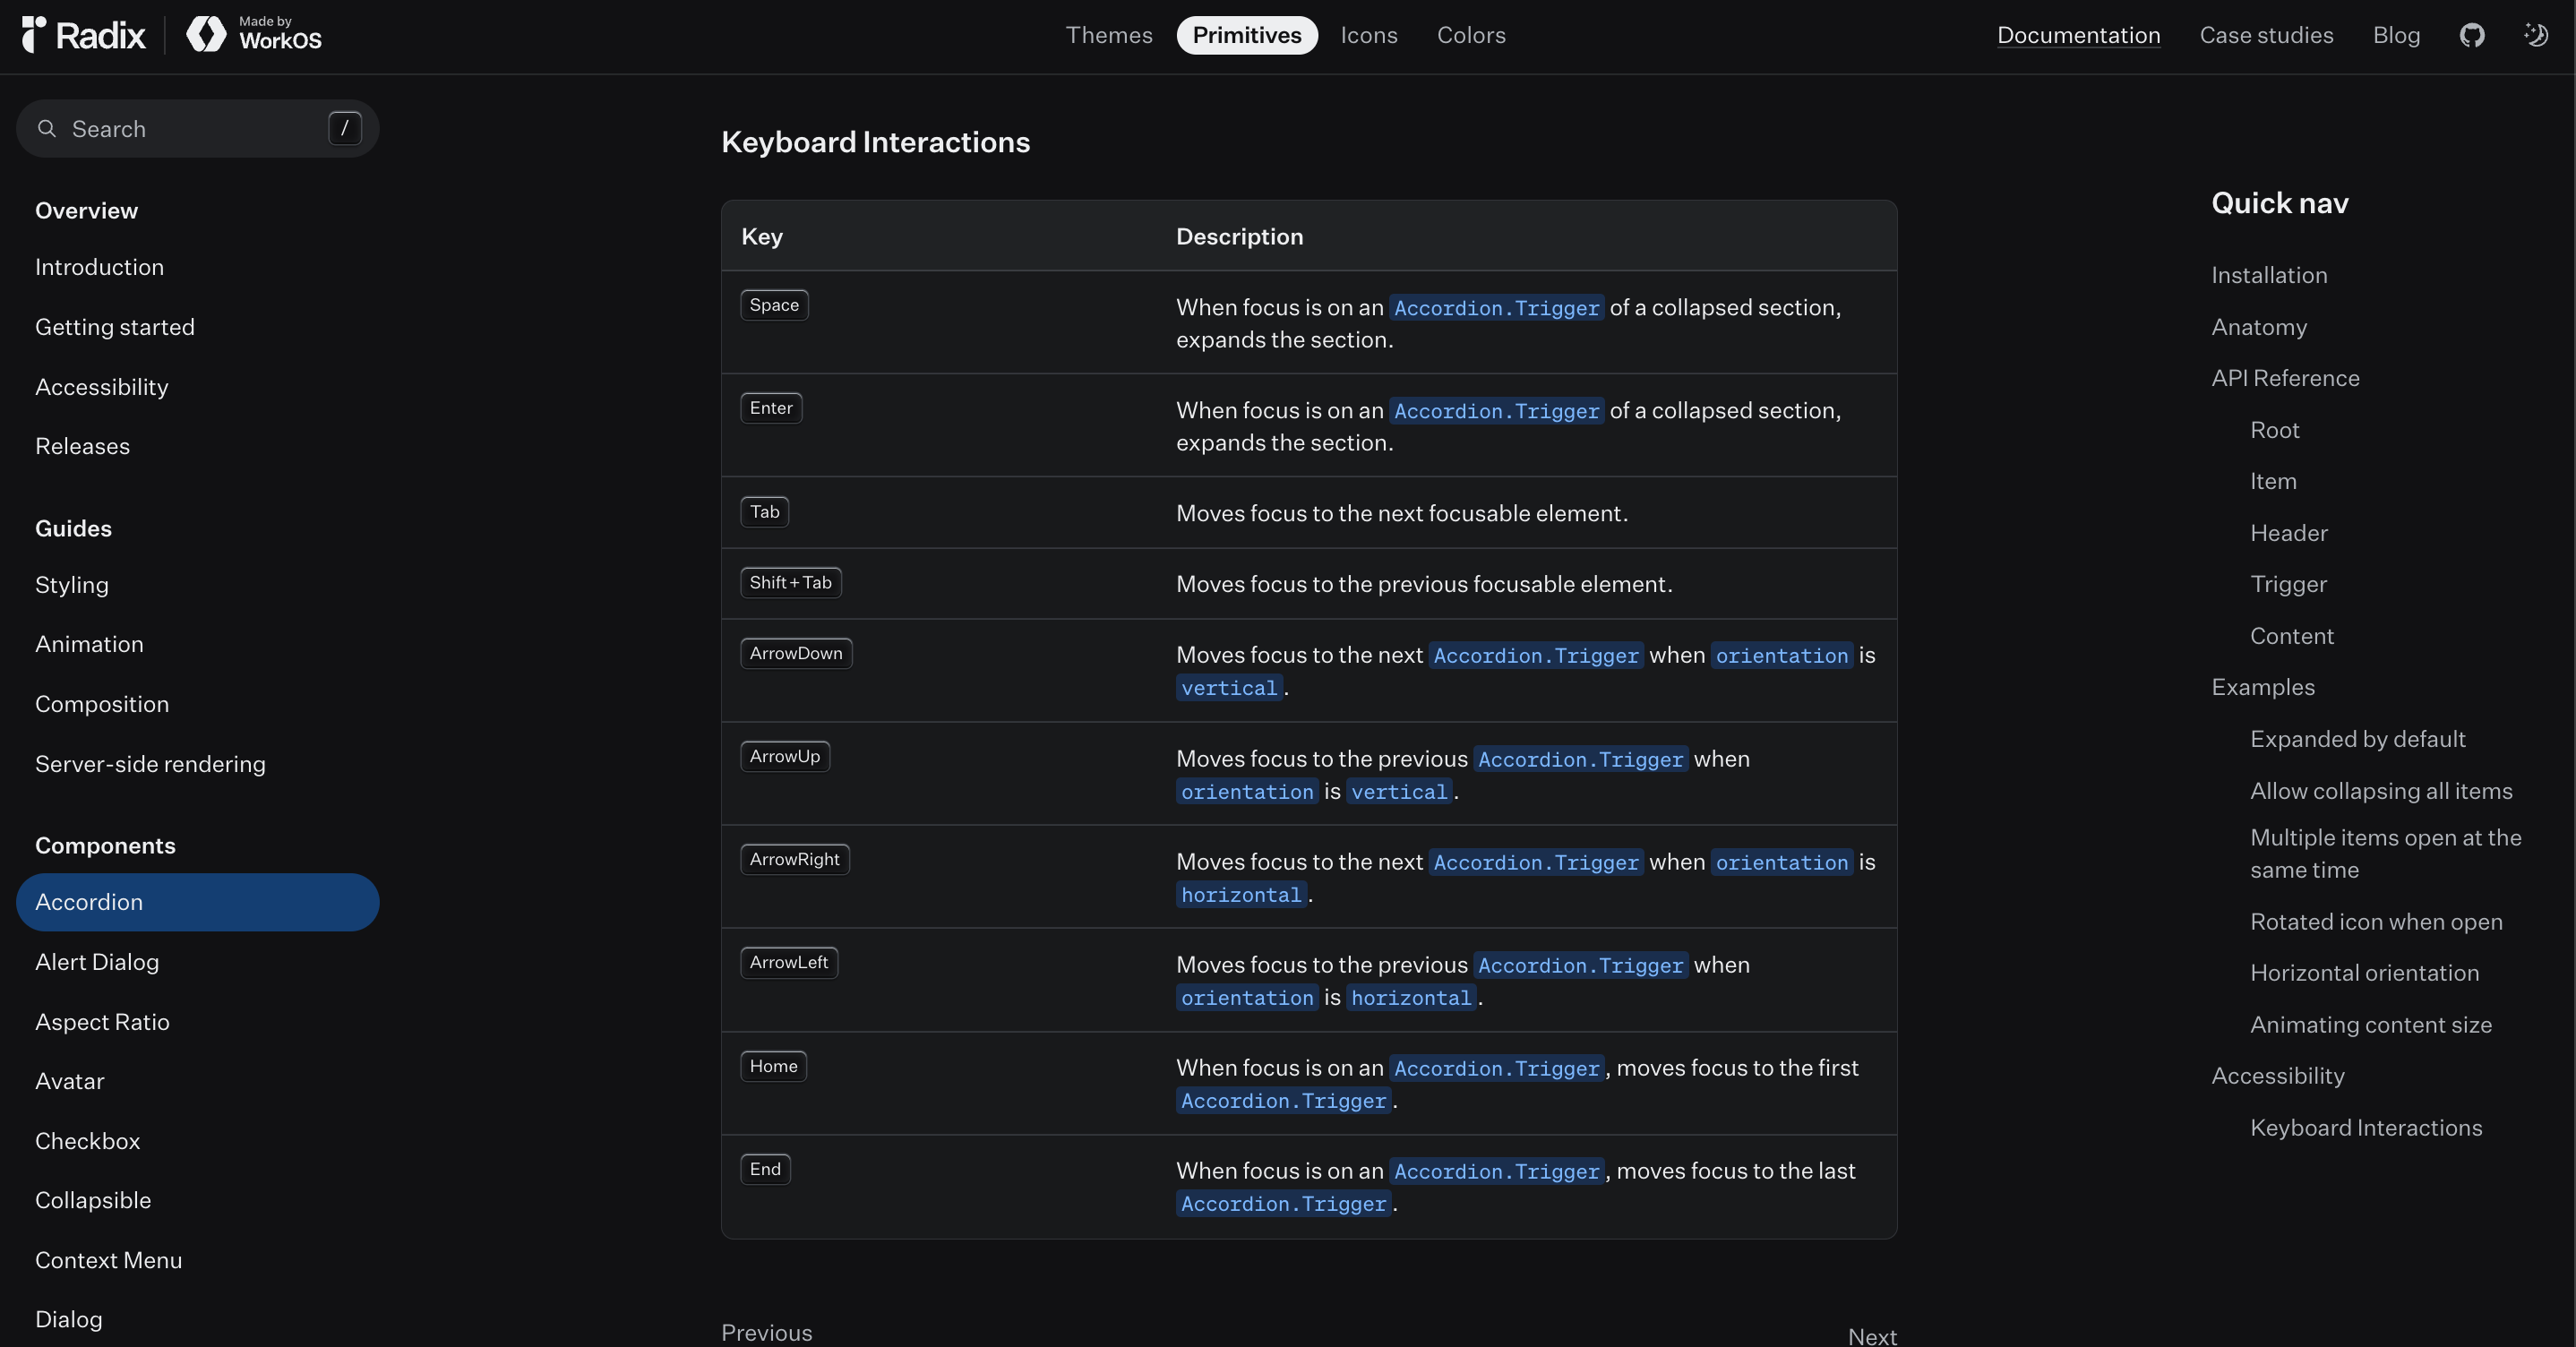 Radix
Made by
WorkOS
Themes
Primitives
Icons
Colors
Documentation
Case studies
Blog
Search
/
Overview
Introduction
Getting started
Accessibility
Releases
Guides
Styling
Animation
Composition
Server-side rendering
Components
Accordion
Alert Dialog
Aspect Ratio
Avatar
Checkbox
Collapsible
Context Menu
Dialog
Keyboard Interactions
Key Description
Space
When focus is on an Accordion.Trigger of a collapsed section,
expands the section.
Enter
When focus is on an Accordion.Trigger of a collapsed section,
expands the section.
Tab
Moves focus to the next focusable element.
Shift+Tab
Moves focus to the previous focusable element.
ArrowDown
Moves focus to the next Accordion.Trigger when orientation is
vertical.
ArrowUp
Moves focus to the previous Accordion.Trigger when
orientation is vertical.
ArrowRight
Moves focus to the next Accordion.Trigger when orientation is
horizontal.
ArrowLeft
Moves focus to the previous Accordion.Trigger when
orientation is horizontal.
Home
When focus is on an Accordion.Trigger, moves focus to the first
Accordion.Trigger.
End
When focus is on an Accordion.Trigger, moves focus to the last
Accordion.Trigger.
Previous
Next
Quick nav
Installation
Anatomy
API Reference
Root
Item
Header
Trigger
Content
Examples
Expanded by default
Allow collapsing all items
Multiple items open at the
same time
Rotated icon when open
Horizontal orientation
Animating content size
Accessibility
Keyboard Interactions